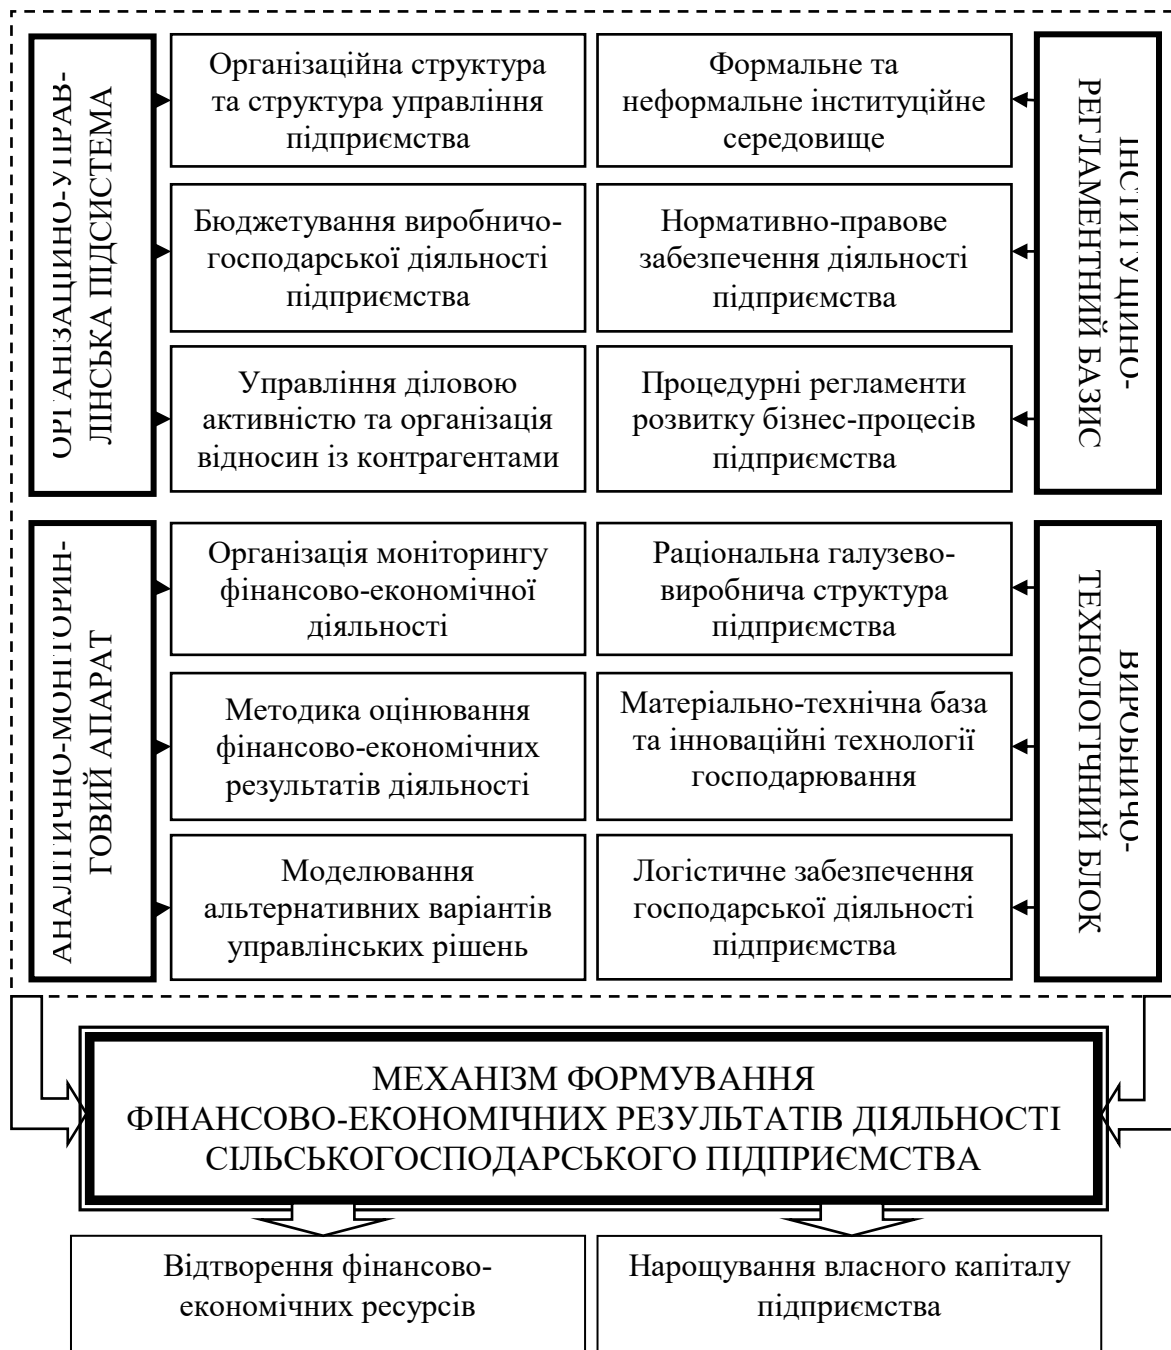 ОРГАНІЗАЦІЙНО-УПРАВ-
ЛІНСЬКА ПІДСИСТЕМА
Організаційна структура
та структура управління
підприємства
Бюджетування виробничо-
господарської діяльності
підприємства
Управління діловою
активністю та організація
відносин із контрагентами
Формальне та
неформальне інституційне
середовище
Нормативно-правове
забезпечення діяльності
підприємства
Процедурні регламенти
розвитку бізнес-процесів
підприємства
ІНСТИТУЦІЙНО-
РЕГЛАМЕНТНИЙ БАЗИС
АНАЛІТИЧНО-МОНІТОРИН-
ГОВИЙ АПАРАТ
Організація моніторингу
фінансово-економічної
діяльності
Методика оцінювання
фінансово-економічних
результатів діяльності
Моделювання
альтернативних варіантів
управлінських рішень
Раціональна галузево-
виробнича структура
підприємства
Матеріально-технічна база
та інноваційні технології
господарювання
Логістичне забезпечення
господарської діяльності
підприємства
ВИРОБНИЧО-
ТЕХНОЛОГІЧНИЙ БЛОК
МЕХАНІЗМ ФОРМУВАННЯ
ФІНАНСОВО-ЕКОНОМІЧНИХ РЕЗУЛЬТАТІВ ДІЯЛЬНОСТІ
СІЛЬСЬКОГОСПОДАРСЬКОГО ПІДПРИЄМСТВА
Відтворення фінансово-
економічних ресурсів
Нарощування власного капіталу
підприємства